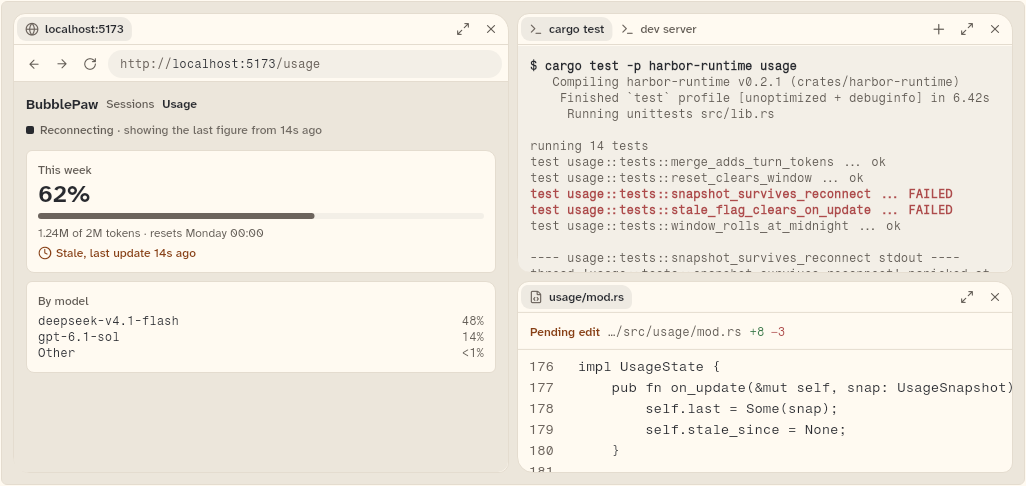 localhost:5173
http://localhost:5173/usage
BubblePaw Sessions Usage
Reconnecting · showing the last figure from 14s ago
This week
62%
1.24M of 2M tokens · resets Monday 00:00
Stale, last update 14s ago
By model
deepseek-v4.1-flash 48%
gpt-6.1-sol 14%
Other <1%
cargo test dev server
$ cargo test -p harbor-runtime usage
Compiling harbor-runtime v0.2.1 (crates/harbor-runtime)
Finished `test` profile [unoptimized + debuginfo] in 6.42s
Running unittests src/lib.rs
running 14 tests
test usage::tests::merge_adds_turn_tokens ... ok
test usage::tests::reset_clears_window ... ok
test usage::tests::snapshot_survives_reconnect ... FAILED
test usage::tests::stale_flag_clears_on_update ... FAILED
test usage::tests::window_rolls_at_midnight ... ok
---- usage::tests::snapshot_survives_reconnect stdout ----
usage/mod.rs
Pending edit …/src/usage/mod.rs +8 −3
176 impl UsageState {
177 pub fn on_update(&mut self, snap: UsageSnapshot)
178 self.last = Some(snap);
179 self.stale_since = None;
180 }